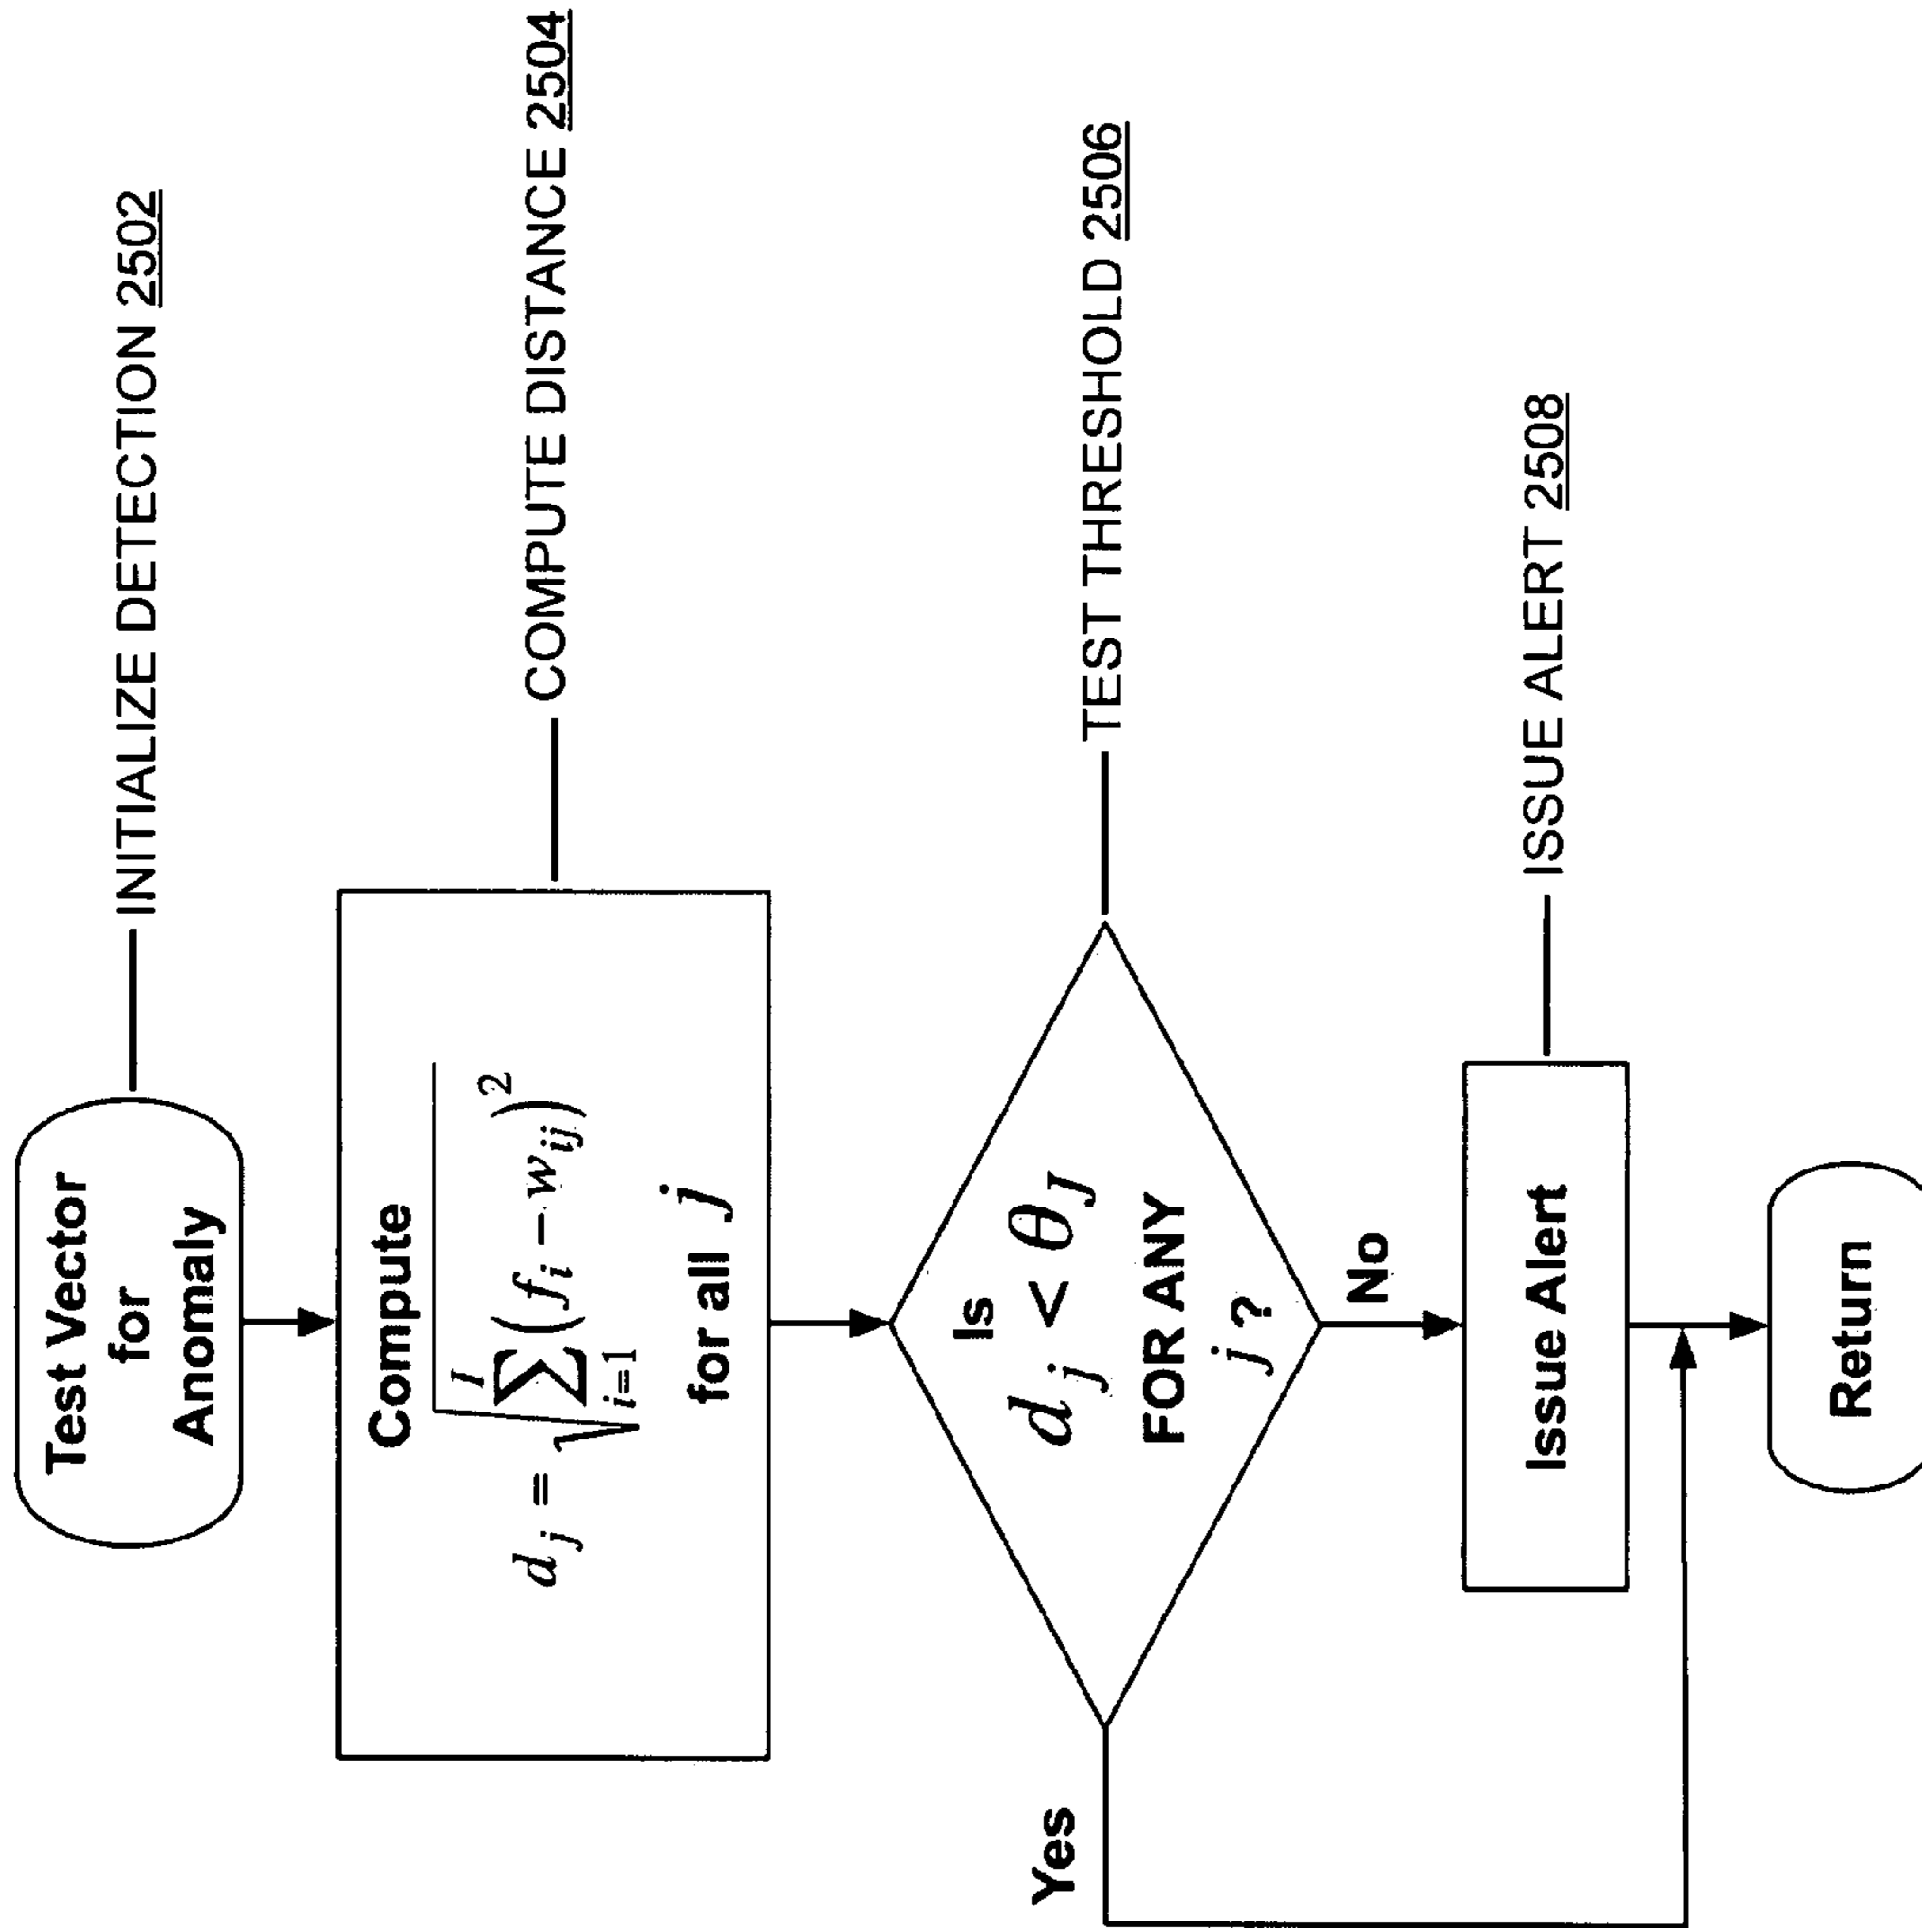 Test Vector
for
Anomaly
INITIALIZE DETECTION 2502
Compute
d_j = \sqrt{\sum_{i=1}^{I} (f_i - w_{ij})^2}
for all j
COMPUTE DISTANCE 2504
Is
d_j < θ_J
FOR ANY
j ?
TEST THRESHOLD 2506
Yes
No
Issue Alert
ISSUE ALERT 2508
Return